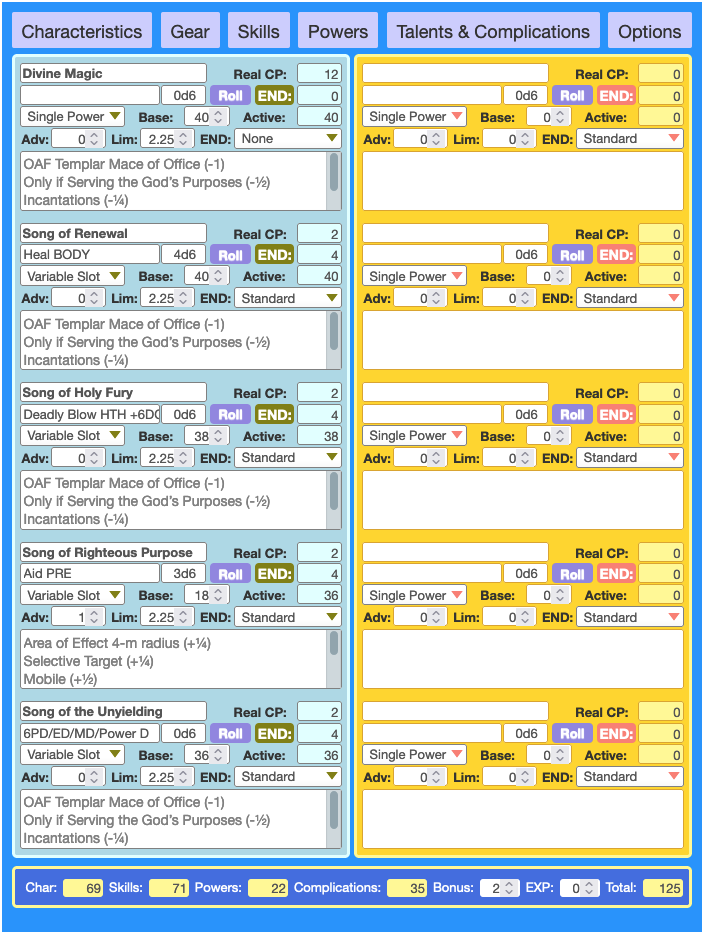 Characteristics Gear Skills Powers Talents & Complications Options
Divine Magic Real CP: 12
0d6 Roll END: 0
Single Power Base: 40 Active: 40
Adv: 0 Lim: 2.25 END: None
OAF Templar Mace of Office (-1)
Only if Serving the God's Purposes (-½)
Incantations (-¼)
Song of Renewal Real CP: 2
Heal BODY 4d6 Roll END: 4
Variable Slot Base: 40 Active: 40
Adv: 0 Lim: 2.25 END: Standard
OAF Templar Mace of Office (-1)
Only if Serving the God's Purposes (-½)
Incantations (-¼)
Song of Holy Fury Real CP: 2
Deadly Blow HTH +6DC 0d6 Roll END: 4
Variable Slot Base: 38 Active: 38
Adv: 0 Lim: 2.25 END: Standard
OAF Templar Mace of Office (-1)
Only if Serving the God's Purposes (-½)
Incantations (-¼)
Song of Righteous Purpose Real CP: 2
Aid PRE 3d6 Roll END: 4
Variable Slot Base: 18 Active: 36
Adv: 1 Lim: 2.25 END: Standard
Area of Effect 4-m radius (+¼)
Selective Target (+¼)
Mobile (+½)
Song of the Unyielding Real CP: 2
6PD/ED/MD/Power D 0d6 Roll END: 4
Variable Slot Base: 36 Active: 36
Adv: 0 Lim: 2.25 END: Standard
OAF Templar Mace of Office (-1)
Only if Serving the God's Purposes (-½)
Incantations (-¼)
Real CP: 0
0d6 Roll END: 0
Single Power Base: 0 Active: 0
Adv: 0 Lim: 0 END: Standard
Real CP: 0
0d6 Roll END: 0
Single Power Base: 0 Active: 0
Adv: 0 Lim: 0 END: Standard
Real CP: 0
0d6 Roll END: 0
Single Power Base: 0 Active: 0
Adv: 0 Lim: 0 END: Standard
Real CP: 0
0d6 Roll END: 0
Single Power Base: 0 Active: 0
Adv: 0 Lim: 0 END: Standard
Real CP: 0
0d6 Roll END: 0
Single Power Base: 0 Active: 0
Adv: 0 Lim: 0 END: Standard
Char: 69 Skills: 71 Powers: 22 Complications: 35 Bonus: 2 EXP: 0 Total: 125